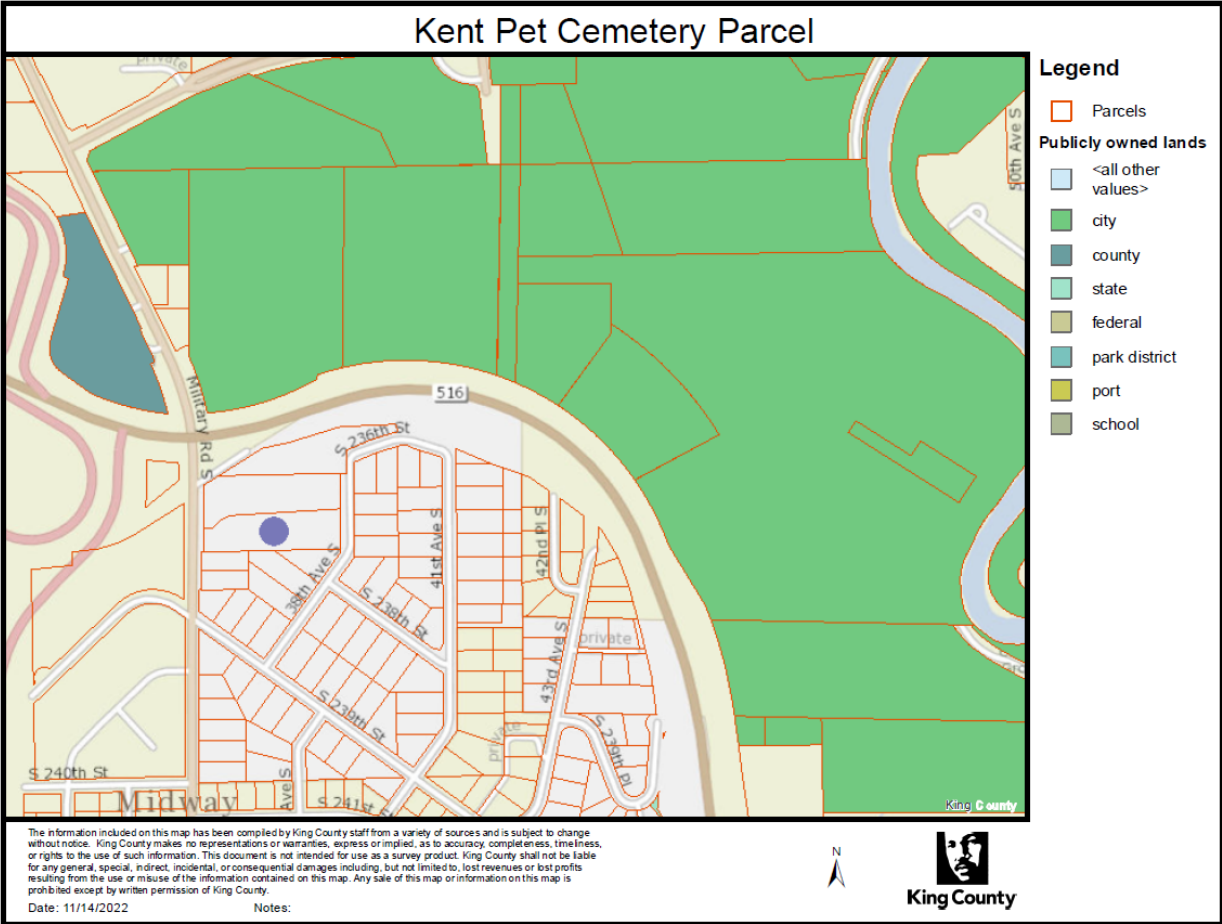 Kent Pet Cemetery Parcel
private
50th Ave S
Military Rd S
516
S 236th St
38th Ave S
41st Ave S
42nd Pl S
S 238th St
private
43rd Ave S
S 239th St
private
S 239th Pl
S 240th St
Midway
Ave S
S 241st St
King County
Legend
Parcels
Publicly owned lands
<all other
values>
city
county
state
federal
park district
port
school
The information included on this map has been compiled by King County staff from a variety of sources and is subject to change
without notice. King County makes no representations or warranties, express or implied, as to accuracy, completeness, timeliness,
or rights to the use of such information. This document is not intended for use as a survey product. King County shall not be liable
for any general, special, indirect, incidental, or consequential damages including, but not limited to, lost revenues or lost profits
resulting from the use or misuse of the information contained on this map. Any sale of this map or information on this map is
prohibited except by written permission of King County.
Date: 11/14/2022 Notes:
N
King County